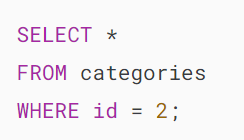 SELECT *
FROM categories
WHERE id = 2;